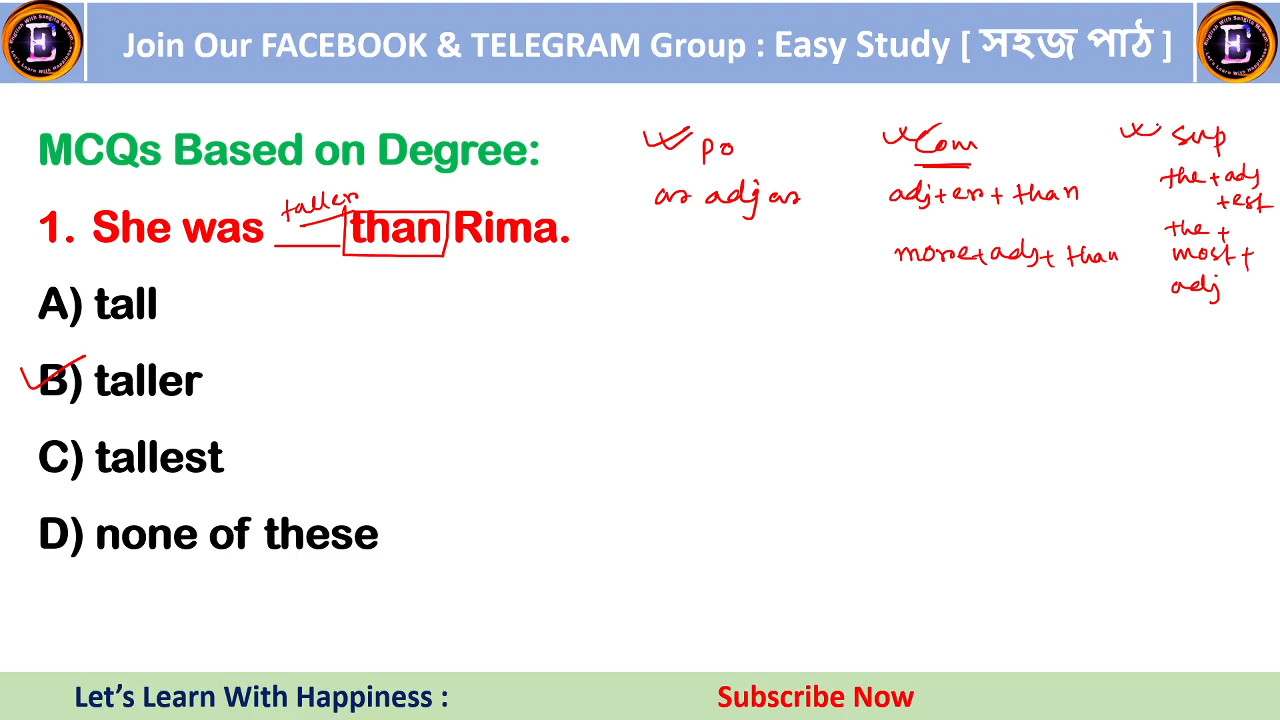 Join Our FACEBOOK & TELEGRAM Group : Easy Study [ সহজ পাঠ ]
E
E
MCQs Based on Degree:
1. She was ____ than Rima.
taller
A) tall
B) taller
C) tallest
D) none of these
po
as adj as
Com
adj+er+than
more+adj+than
sup
the+adj
+est
the+
most+
adj
Let's Learn With Happiness :
Subscribe Now